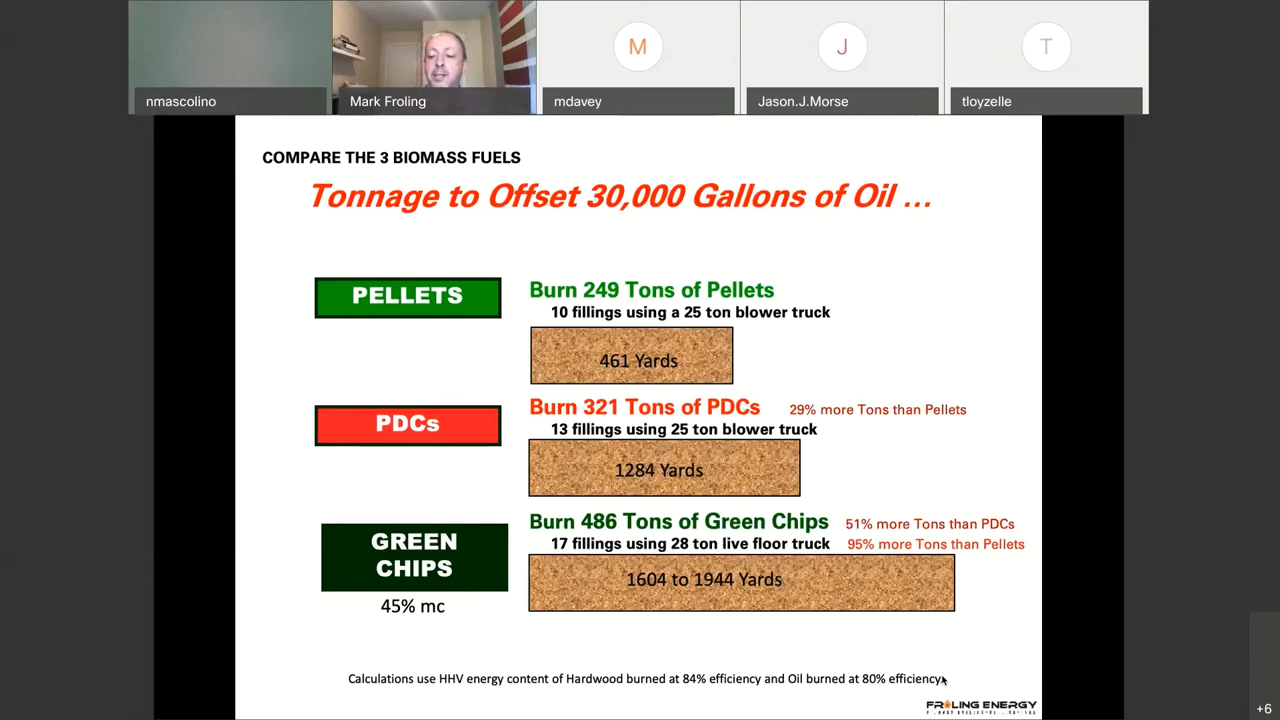 nmascolino
Mark Froling
M
mdavey
J
Jason.J.Morse
T
tloyzelle
COMPARE THE 3 BIOMASS FUELS
Tonnage to Offset 30,000 Gallons of Oil ...
PELLETS
Burn 249 Tons of Pellets
10 fillings using a 25 ton blower truck
461 Yards
PDCs
Burn 321 Tons of PDCs
29% more Tons than Pellets
13 fillings using 25 ton blower truck
1284 Yards
GREEN
CHIPS
45% mc
Burn 486 Tons of Green Chips
51% more Tons than PDCs
17 fillings using 28 ton live floor truck
95% more Tons than Pellets
1604 to 1944 Yards
Calculations use HHV energy content of Hardwood burned at 84% efficiency and Oil burned at 80% efficiency
FROLING ENERGY
+6